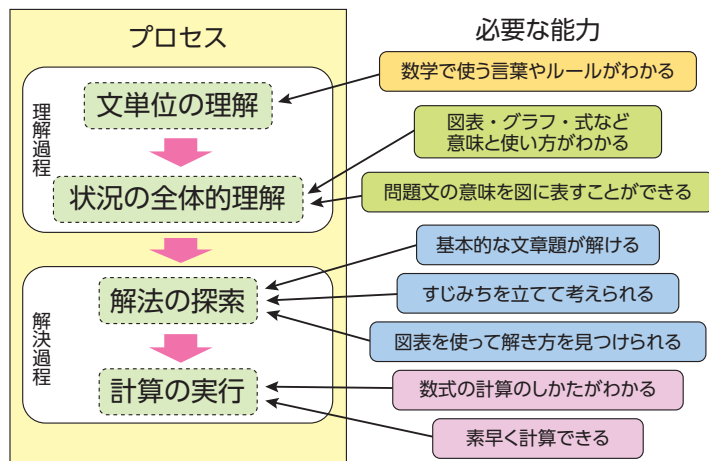 プロセス
必要な能力
理解過程
文単位の理解
数学で使う言葉やルールがわかる
状況の全体的理解
図表・グラフ・式など
意味と使い方がわかる
問題文の意味を図に表すことができる
解決過程
解法の探索
基本的な文章題が解ける
すじみちを立てて考えられる
図表を使って解き方を見つけられる
計算の実行
数式の計算のしかたがわかる
素早く計算できる